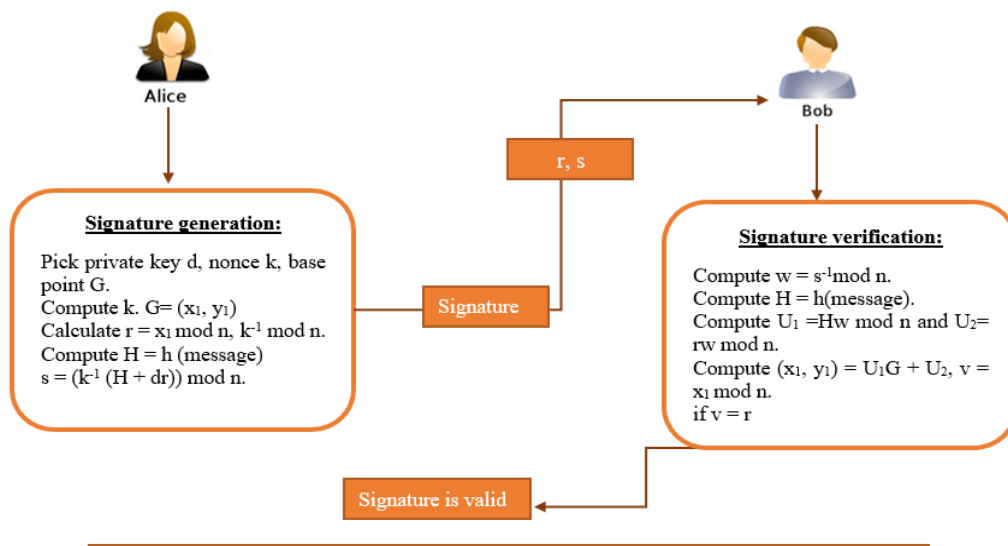 Alice
Bob
r, s
Signature generation:
Pick private key d, nonce k, base
point G.
Compute k. G= (x₁, y₁)
Calculate r = x₁ mod n, k⁻¹ mod n.
Compute H = h (message)
s = (k⁻¹ (H + dr)) mod n.
Signature
Signature verification:
Compute w = s⁻¹mod n.
Compute H = h(message).
Compute U₁ =Hw mod n and U₂=
rw mod n.
Compute (x₁, y₁) = U₁G + U₂, v =
x₁ mod n.
if v = r
Signature is valid